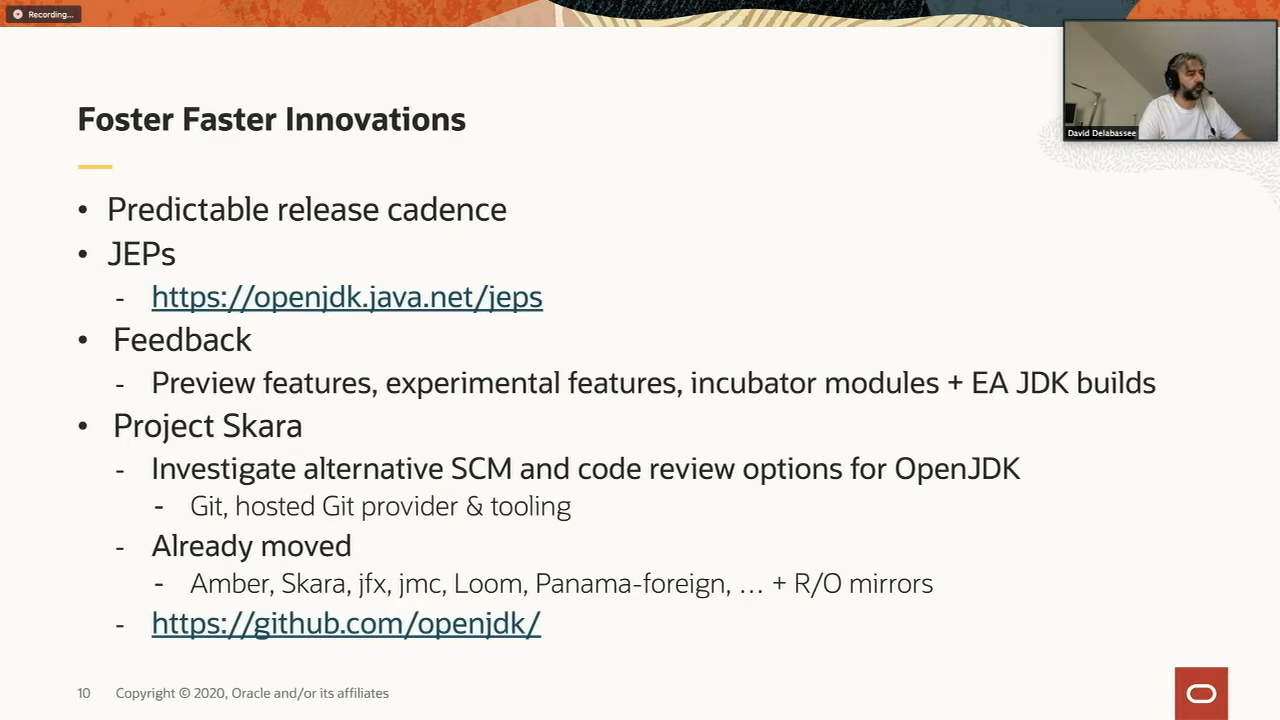 Recording...
David Delabassee
Foster Faster Innovations
• Predictable release cadence
• JEPs
- https://openjdk.java.net/jeps
• Feedback
- Preview features, experimental features, incubator modules + EA JDK builds
• Project Skara
- Investigate alternative SCM and code review options for OpenJDK
- Git, hosted Git provider & tooling
- Already moved
- Amber, Skara, jfx, jmc, Loom, Panama-foreign, … + R/O mirrors
- https://github.com/openjdk/
10 Copyright © 2020, Oracle and/or its affiliates